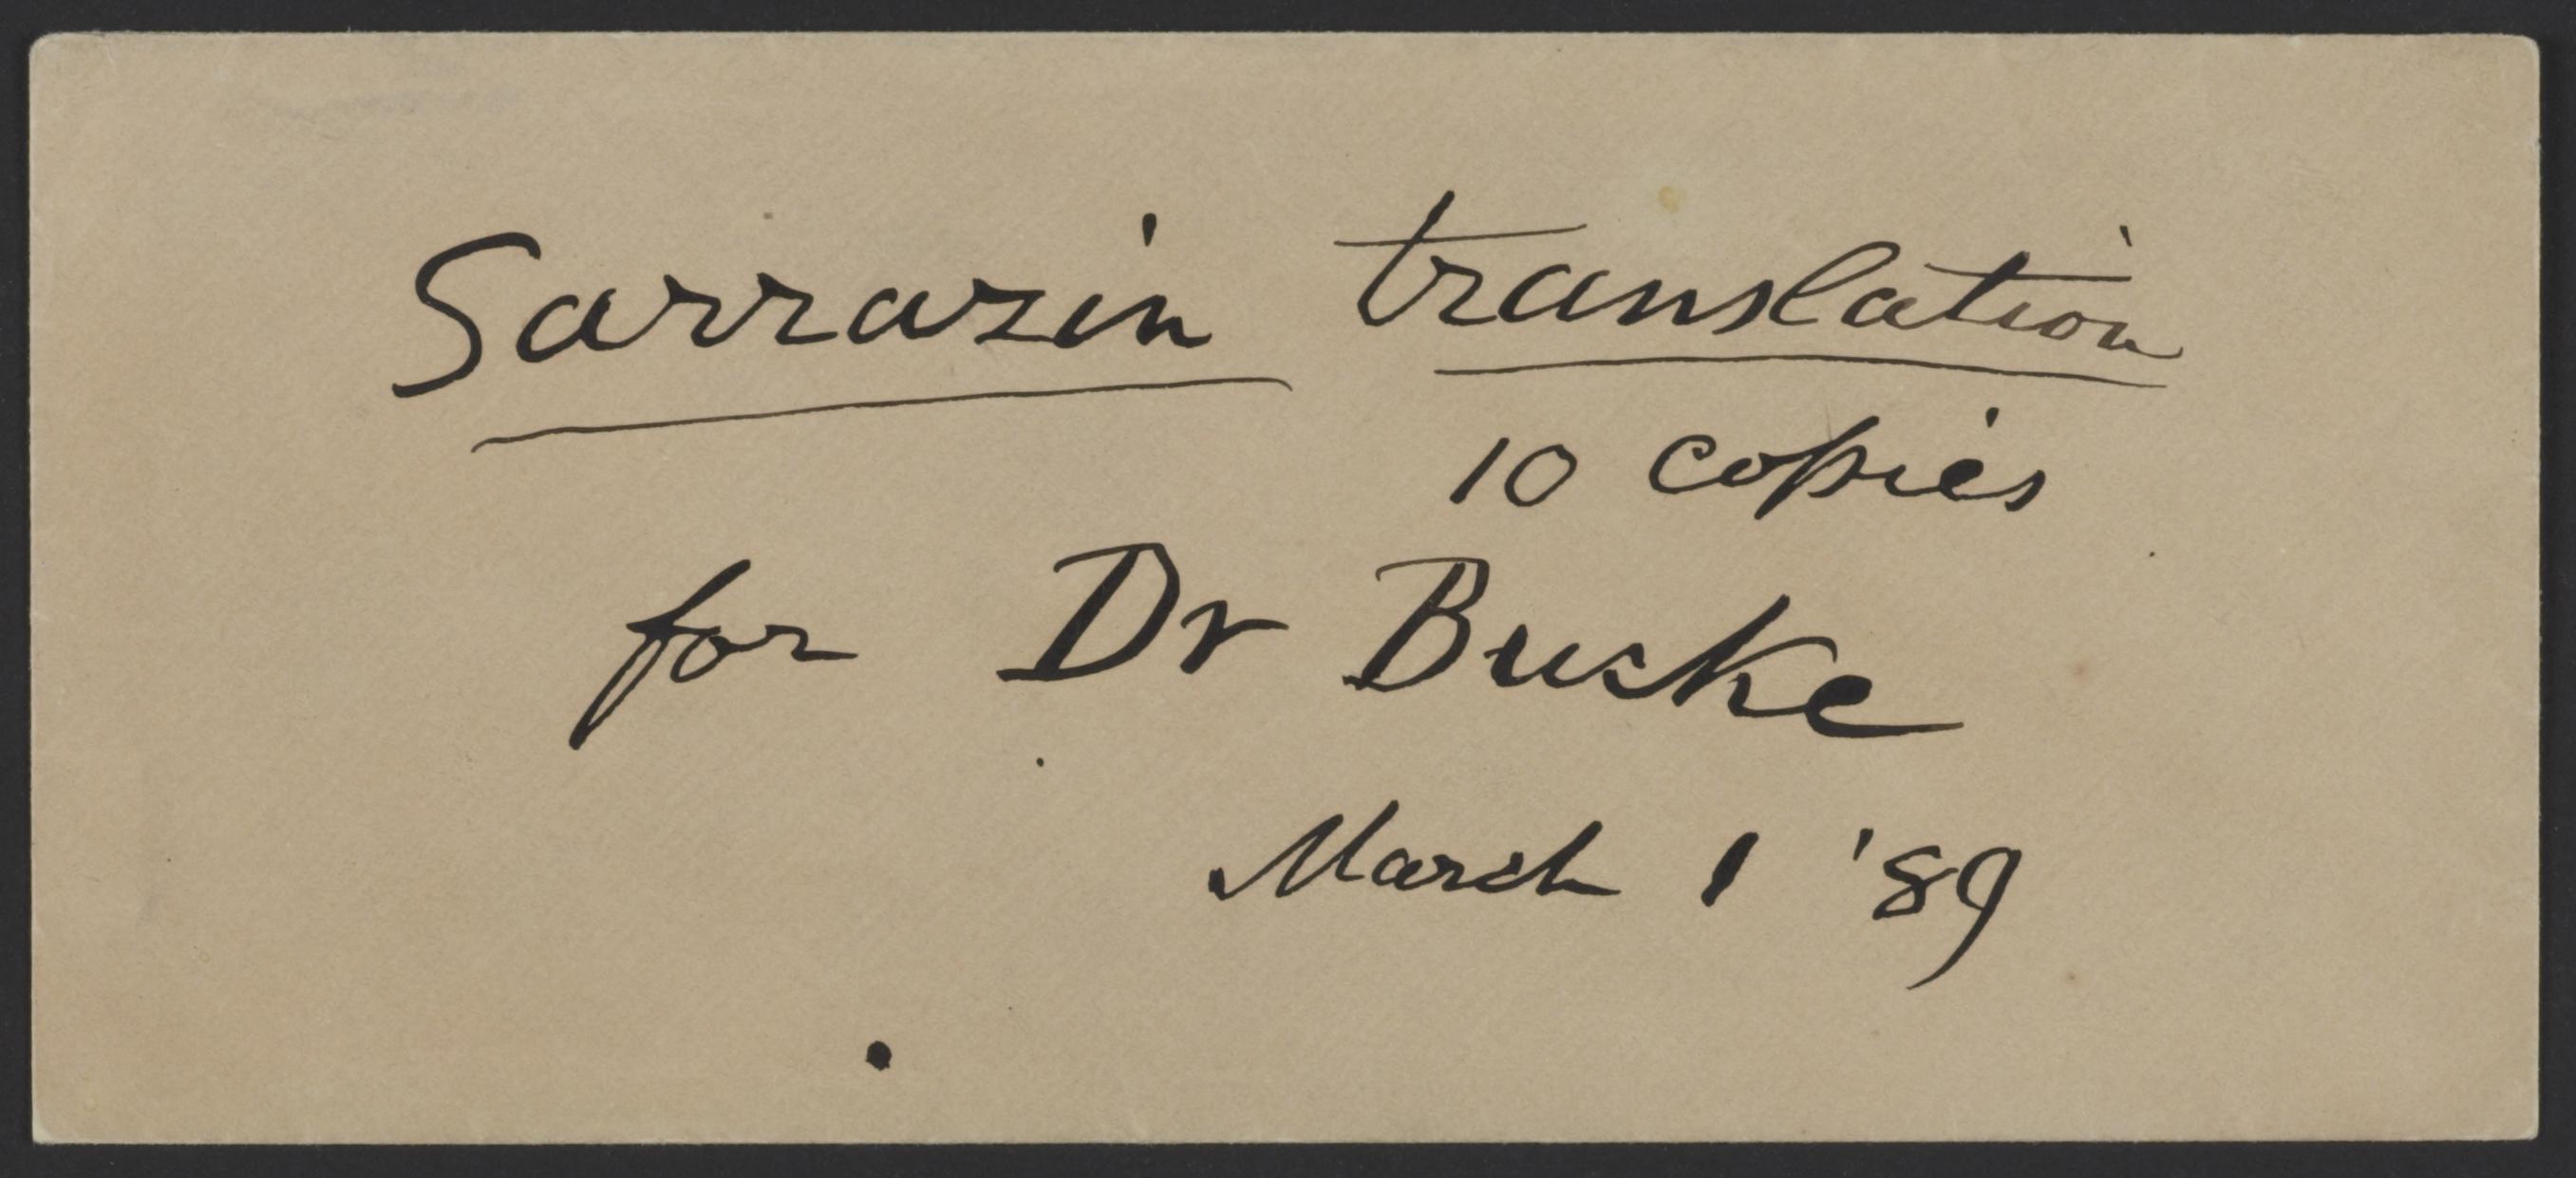 Sarrazin translation
10 copies
for Dr Bucke
March 1 '89